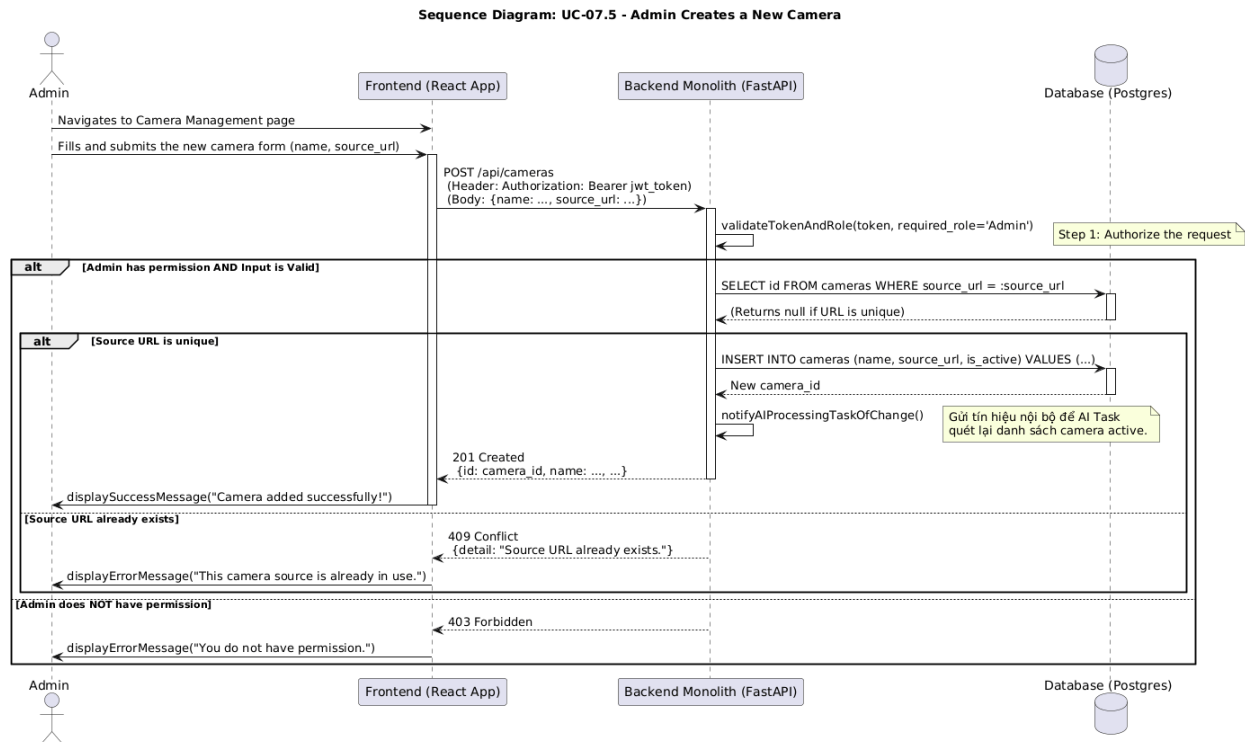 Sequence Diagram: UC-07.5 - Admin Creates a New Camera
Admin
Frontend (React App)
Backend Monolith (FastAPI)
Database (Postgres)
Navigates to Camera Management page
Fills and submits the new camera form (name, source_url)
POST /api/cameras
(Header: Authorization: Bearer jwt_token)
(Body: {name: ..., source_url: ...})
validateTokenAndRole(token, required_role='Admin')
Step 1: Authorize the request
alt
[Admin has permission AND Input is Valid]
SELECT id FROM cameras WHERE source_url = :source_url
(Returns null if URL is unique)
alt
[Source URL is unique]
INSERT INTO cameras (name, source_url, is_active) VALUES (...)
New camera_id
notifyAIProcessingTaskOfChange()
Gửi tín hiệu nội bộ để AI Task
quét lại danh sách camera active.
201 Created
{id: camera_id, name: ..., ...}
displaySuccessMessage("Camera added successfully!")
[Source URL already exists]
409 Conflict
{detail: "Source URL already exists."}
displayErrorMessage("This camera source is already in use.")
[Admin does NOT have permission]
403 Forbidden
displayErrorMessage("You do not have permission.")
Admin
Frontend (React App)
Backend Monolith (FastAPI)
Database (Postgres)